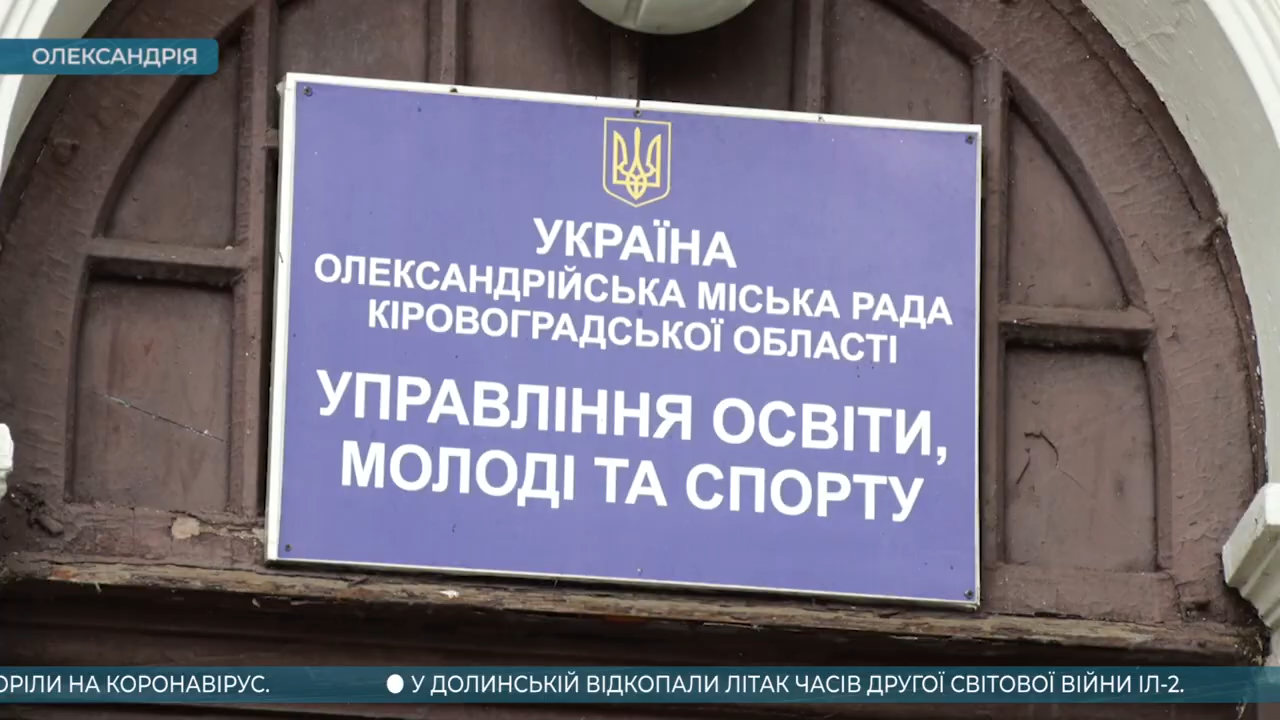 ОЛЕКСАНДРІЯ
УКРАЇНА
ОЛЕКСАНДРІЙСЬКА МІСЬКА РАДА
КІРОВОГРАДСЬКОЇ ОБЛАСТІ
УПРАВЛІННЯ ОСВІТИ,
МОЛОДІ ТА СПОРТУ
НА КОРОНАВІРУС. У ДОЛИНСЬКІЙ ВІДКОПАЛИ ЛІТАК ЧАСІВ ДРУГОЇ СВІТОВОЇ ВІЙНИ ІЛ-2.